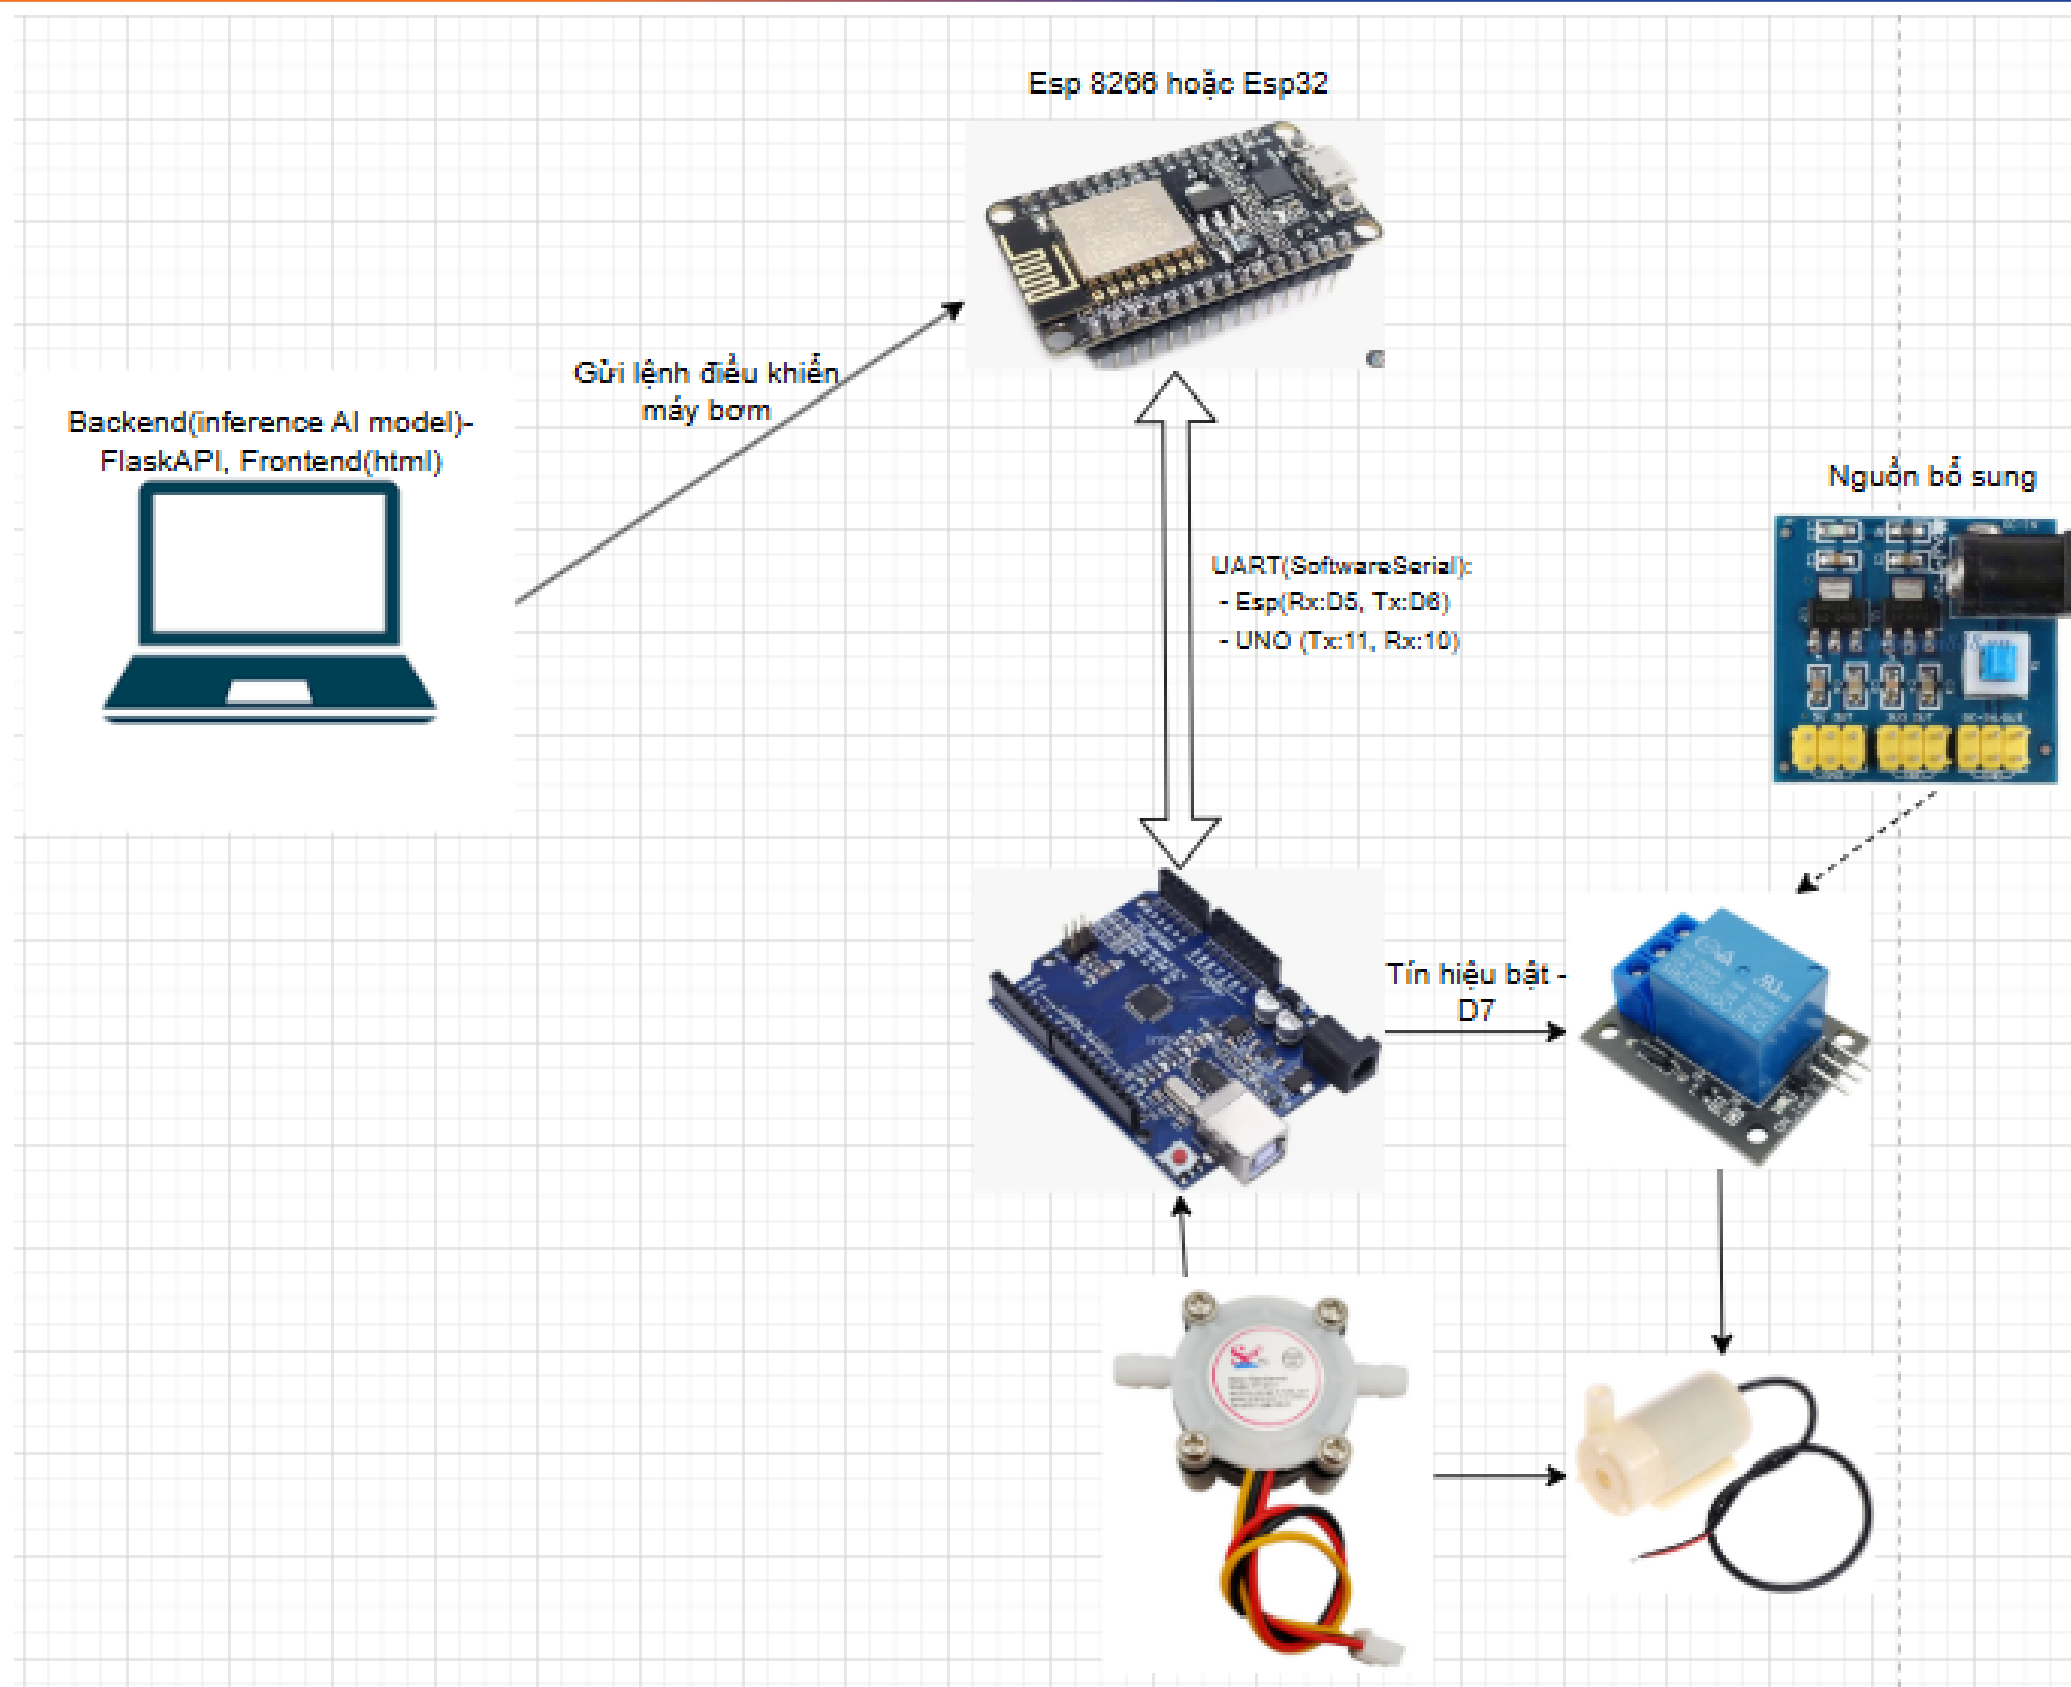 Esp 8266 hoặc Esp32
Gửi lệnh điều khiển
máy bơm
Backend(inference AI model)-
FlaskAPI, Frontend(html)
Nguồn bổ sung
UART(SoftwareSerial):
- Esp(Rx:D5, Tx:D6)
- UNO (Tx:11, Rx:10)
Tín hiệu bật -
D7